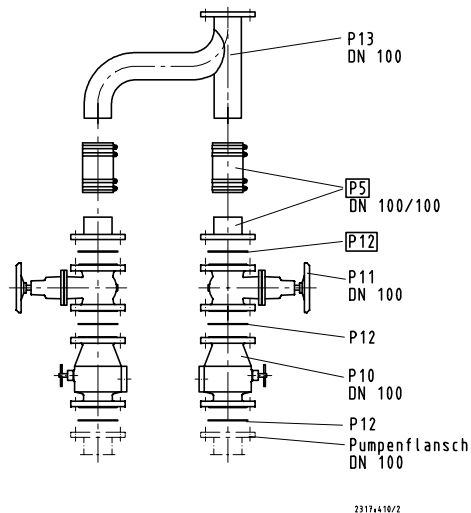 P13
DN 100
P5
DN 100/100
P12
P11
DN 100
P12
P10
DN 100
P12
Pumpenflansch
DN 100
2317.410/2